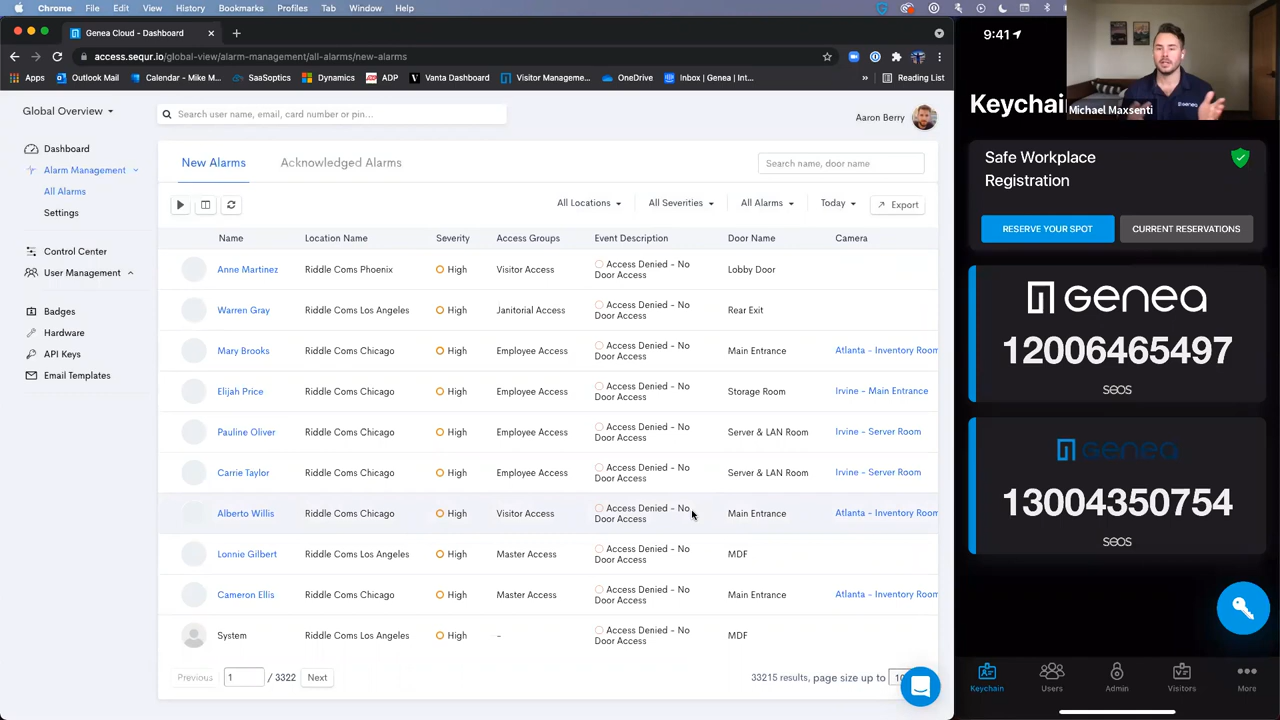 Chrome File Edit View History Bookmarks Profiles Tab Window Help
Genea Cloud - Dashboard
access.sequr.io/global-view/alarm-management/all-alarms/new-alarms
Apps Outlook Mail Calendar - Mike M... SaaSoptics Dynamics ADP Vanta Dashboard Visitor Manageme... OneDrive Inbox | Genea | Int... » Reading List
Global Overview
Search user name, email, card number or pin...
Aaron Berry
Dashboard
Alarm Management
All Alarms
Settings
Control Center
User Management
Badges
Hardware
API Keys
Email Templates
New Alarms Acknowledged Alarms
Search name, door name
All Locations All Severities All Alarms Today Export
Name Location Name Severity Access Groups Event Description Door Name Camera
Anne Martinez Riddle Coms Phoenix High Visitor Access Access Denied - No Door Access Lobby Door
Warren Gray Riddle Coms Los Angeles High Janitorial Access Access Denied - No Door Access Rear Exit
Mary Brooks Riddle Coms Chicago High Employee Access Access Denied - No Door Access Main Entrance Atlanta - Inventory Room
Elijah Price Riddle Coms Chicago High Employee Access Access Denied - No Door Access Storage Room Irvine - Main Entrance
Pauline Oliver Riddle Coms Chicago High Employee Access Access Denied - No Door Access Server & LAN Room Irvine - Server Room
Carrie Taylor Riddle Coms Chicago High Employee Access Access Denied - No Door Access Server & LAN Room Irvine - Server Room
Alberto Willis Riddle Coms Chicago High Visitor Access Access Denied - No Door Access Main Entrance Atlanta - Inventory Room
Lonnie Gilbert Riddle Coms Los Angeles High Master Access Access Denied - No Door Access MDF
Cameron Ellis Riddle Coms Chicago High Master Access Access Denied - No Door Access Main Entrance Atlanta - Inventory Room
System Riddle Coms Los Angeles High - Access Denied - No Door Access MDF
Previous 1 / 3322 Next
33215 results, page size up to 10
9:41
Keychai
Michael Maxsenti
genea
Safe Workplace
Registration
RESERVE YOUR SPOT CURRENT RESERVATIONS
Genea
12006465497
seos
Genea
13004350754
seos
Keychain Users Admin Visitors More